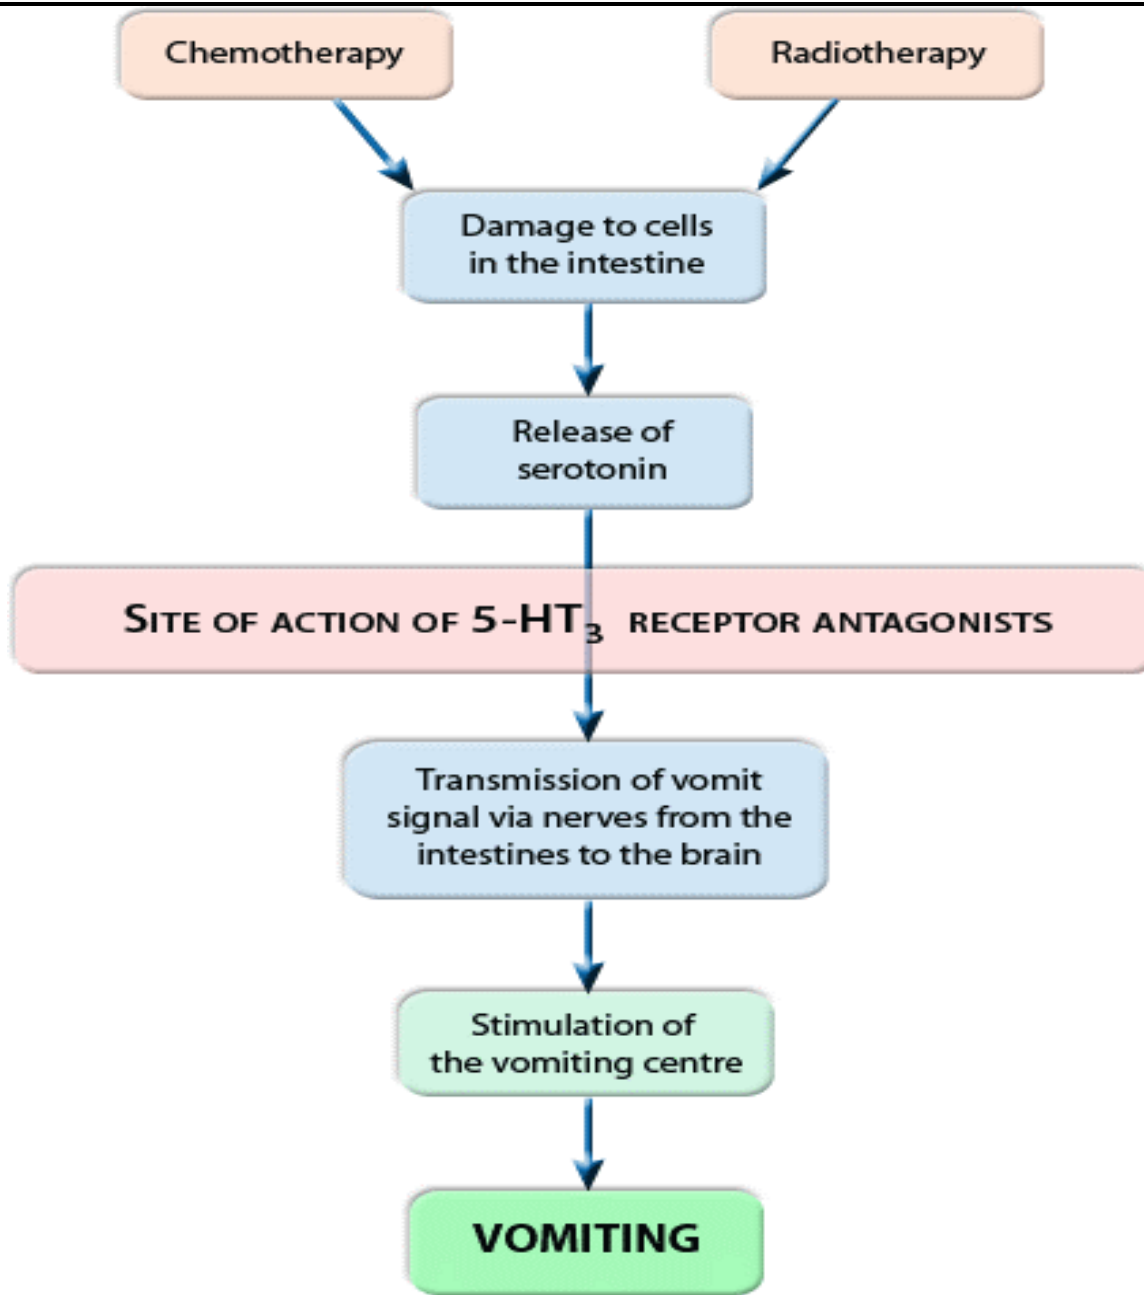 Chemotherapy
Radiotherapy
Damage to cells
in the intestine
Release of
serotonin
SITE OF ACTION OF 5-HT₃ RECEPTOR ANTAGONISTS
Transmission of vomit
signal via nerves from the
intestines to the brain
Stimulation of
the vomiting centre
VOMITING